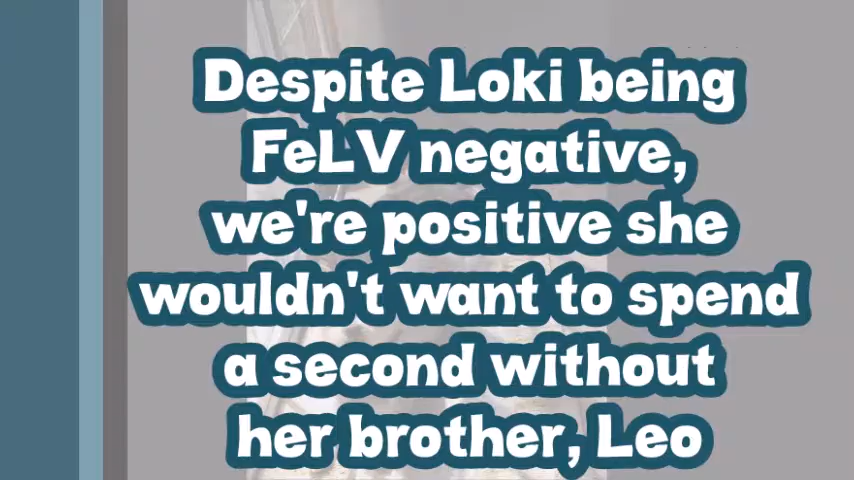 Despite Loki being
FeLV negative,
we're positive she
wouldn't want to spend
a second without
her brother, Leo